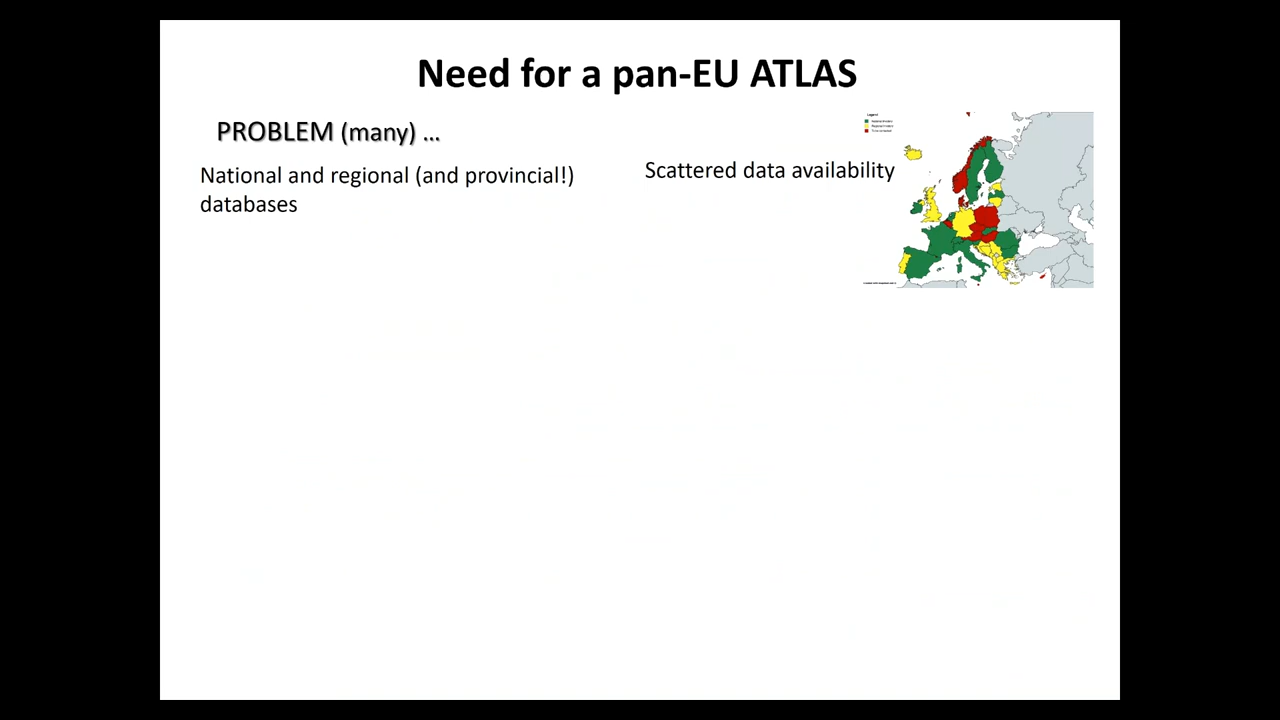 Need for a pan-EU ATLAS
PROBLEM (many) …
National and regional (and provincial!)
databases
Scattered data availability